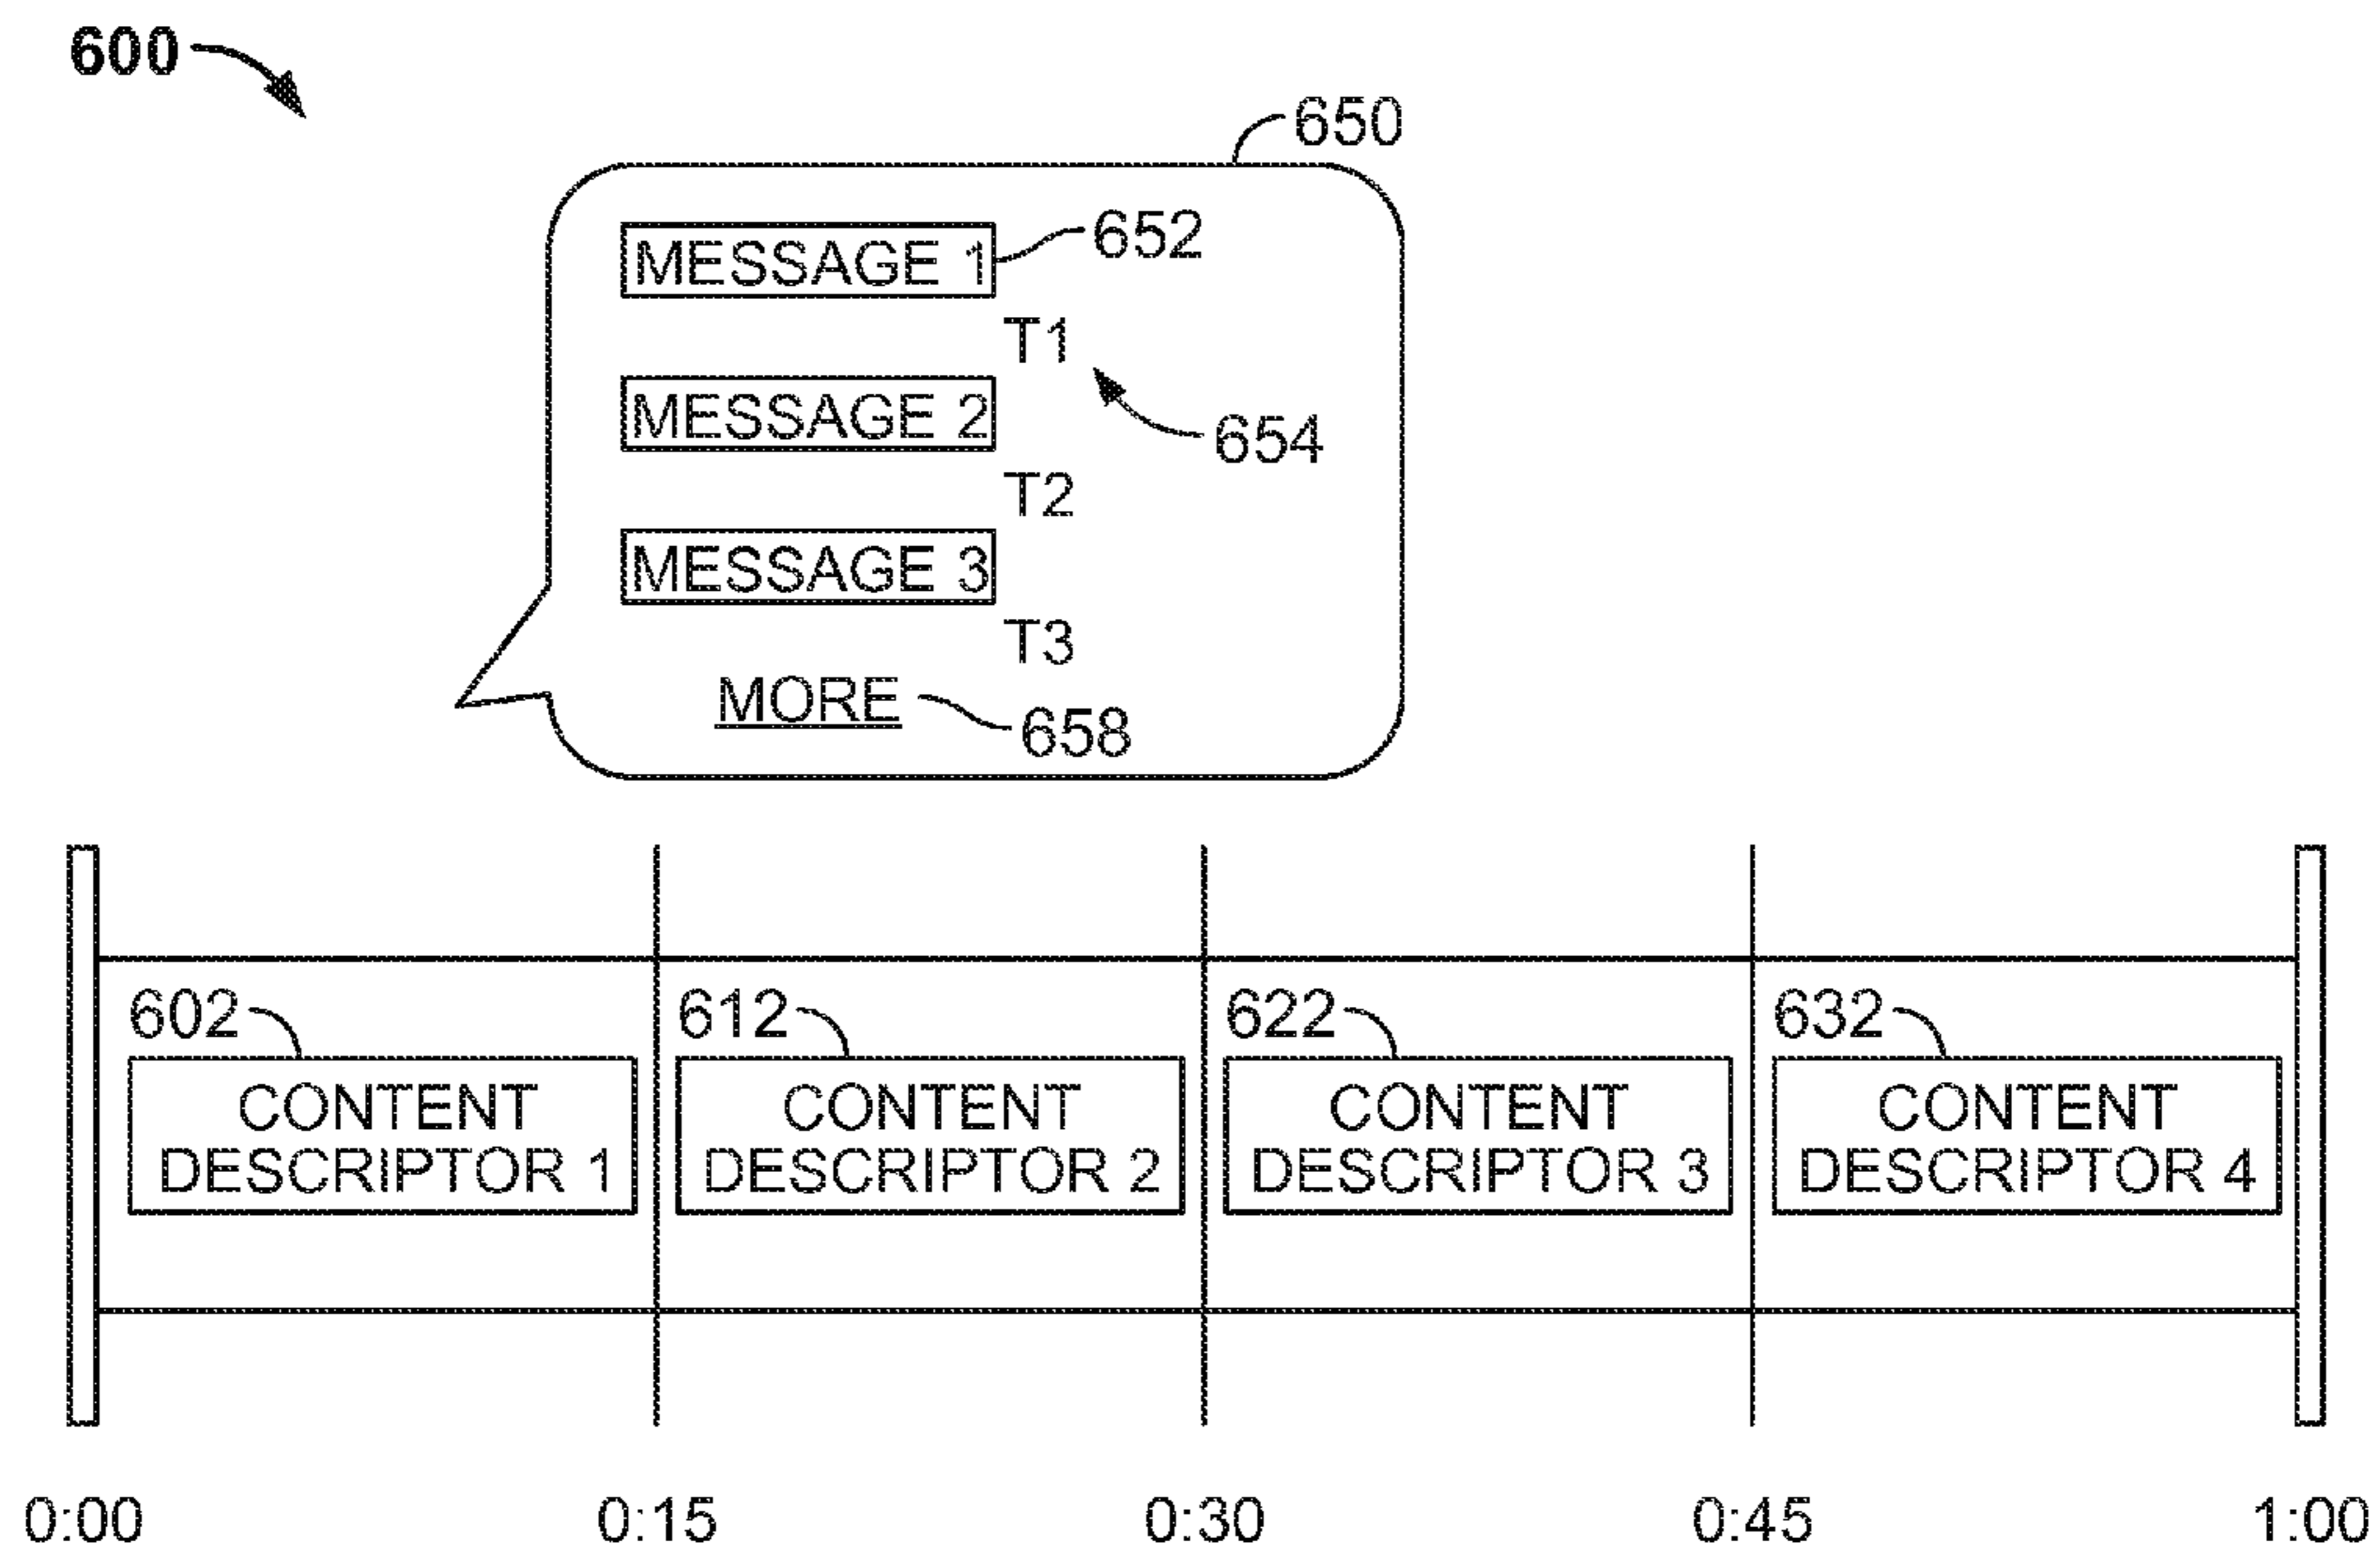 600
650
MESSAGE 1
652
T1
MESSAGE 2
654
T2
MESSAGE 3
T3
MORE
658
602
612
622
632
CONTENT
DESCRIPTOR 1
CONTENT
DESCRIPTOR 2
CONTENT
DESCRIPTOR 3
CONTENT
DESCRIPTOR 4
0:00
0:15
0:30
0:45
1:00